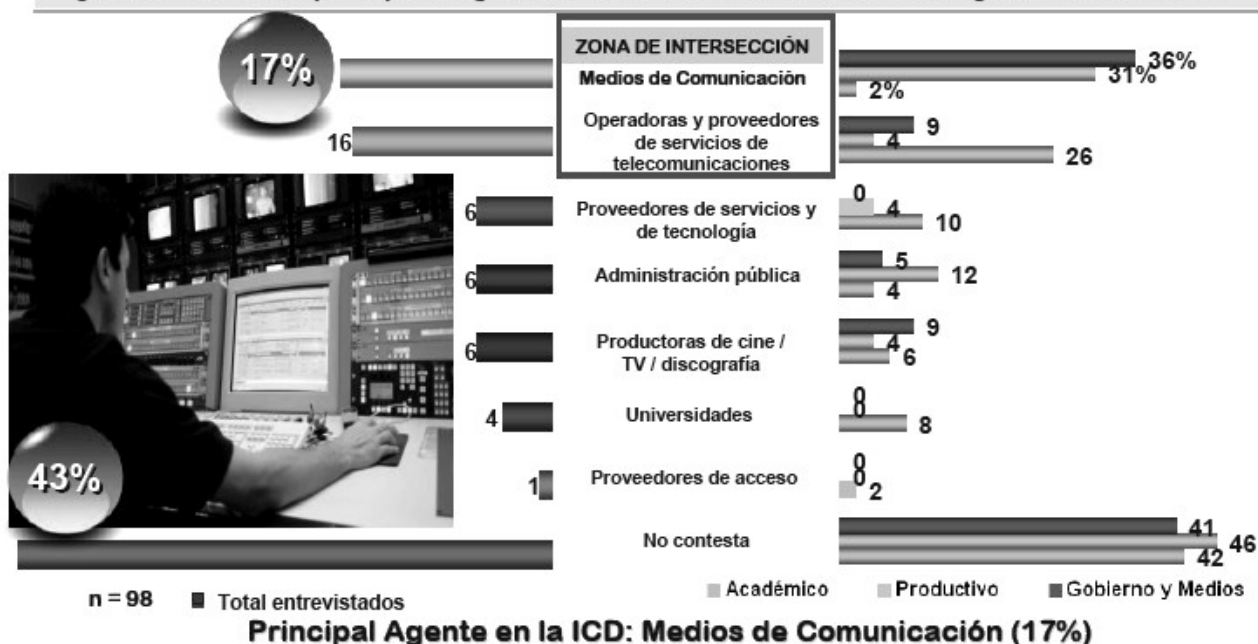 17%
ZONA DE INTERSECCIÓN
Medios de Comunicación
36%
31%
2%
16
Operadoras y proveedores
de servicios de
telecomunicaciones
9
4
26
6
Proveedores de servicios y
de tecnología
0
4
10
6
Administración pública
5
12
4
6
Productoras de cine /
TV / discografía
9
4
6
4
Universidades
0
0
8
43%
1
Proveedores de acceso
0
0
2
No contesta
41
46
42
n = 98
Total entrevistados
Académico
Productivo
Gobierno y Medios
Principal Agente en la ICD: Medios de Comunicación (17%)